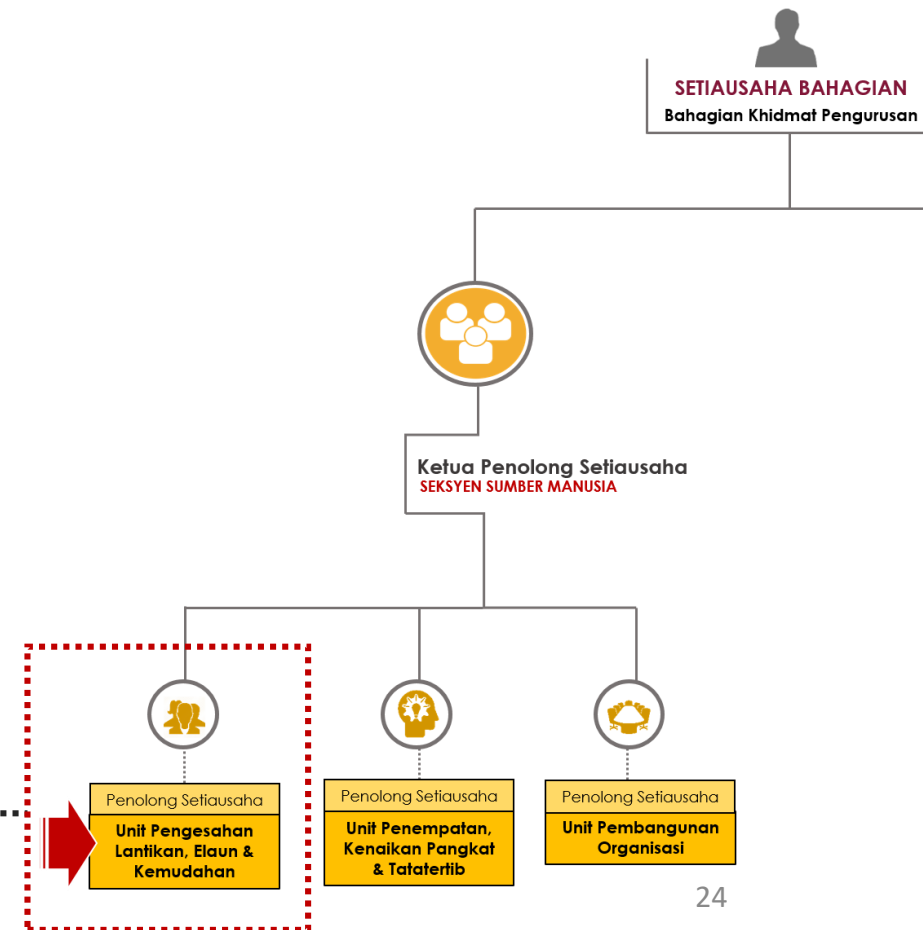 SETIAUSAHA BAHAGIAN
Bahagian Khidmat Pengurusan
Ketua Penolong Setiausaha
SEKSYEN SUMBER MANUSIA
Penolong Setiausaha
Unit Pengesahan
Lantikan, Elaun &
Kemudahan
Penolong Setiausaha
Unit Penempatan,
Kenaikan Pangkat
& Tatatertib
Penolong Setiausaha
Unit Pembangunan
Organisasi
24